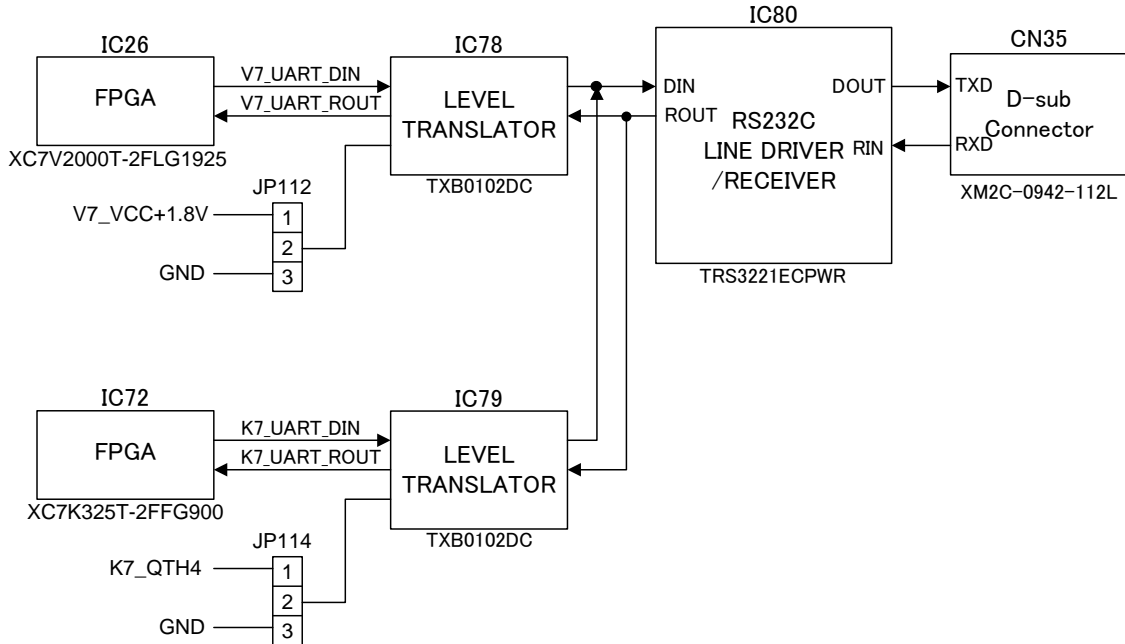 IC26
FPGA
XC7V2000T-2FLG1925
V7_UART_DIN
V7_UART_ROUT
IC78
LEVEL
TRANSLATOR
TXB0102DC
JP112
V7_VCC+1.8V
1
2
GND
3
IC80
DIN
DOUT
ROUT
RS232C
LINE DRIVER
/RECEIVER
RIN
TRS3221ECPWR
CN35
TXD
D-sub
Connector
RXD
XM2C-0942-112L
IC72
FPGA
XC7K325T-2FFG900
K7_UART_DIN
K7_UART_ROUT
IC79
LEVEL
TRANSLATOR
TXB0102DC
JP114
K7_QTH4
1
2
GND
3